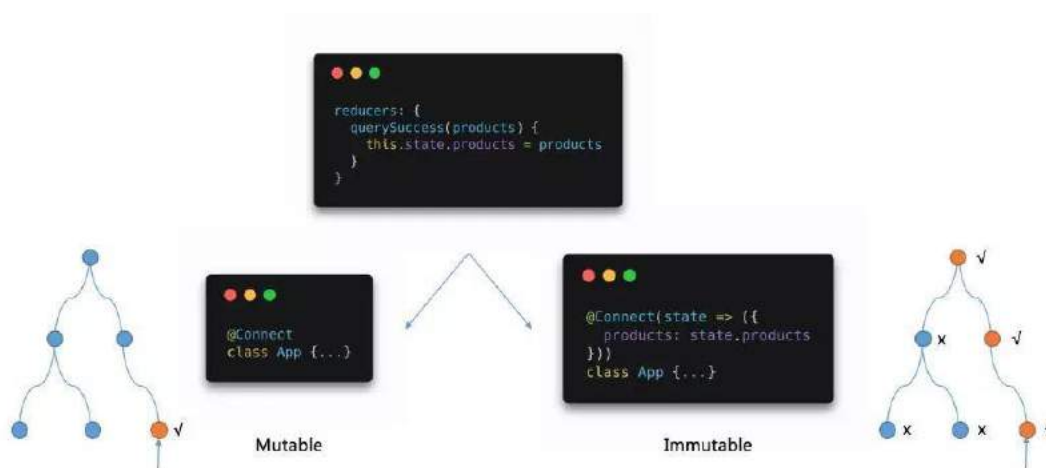 reducers: {
querySuccess(products) {
this.state.products = products
}
}
@Connect
class App {...}
@Connect(state => ({
products: state.products
}))
class App {...}
√
x
√
x
x
√
Mutable
Immutable